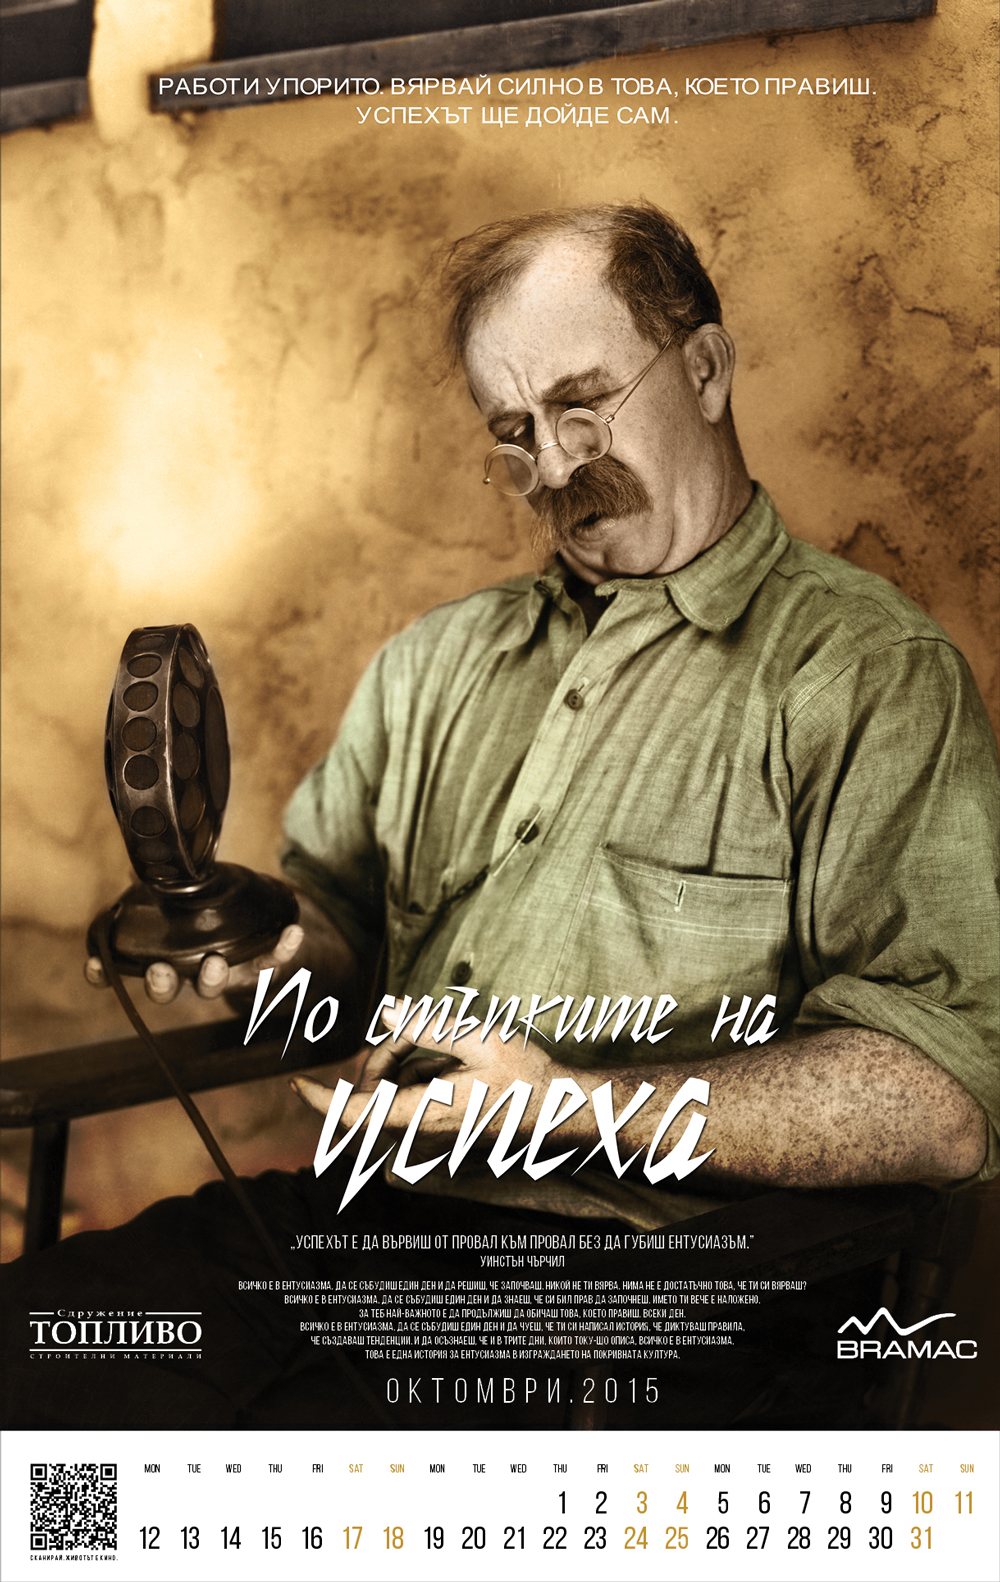 РАБОТИ УПОРИТО. ВЯРВАЙ СИЛНО В ТОВА, КОЕТО ПРАВИШ.
УСПЕХЪТ ЩЕ ДОЙДЕ САМ.
По стъпките на
успеха
„УСПЕХЪТ Е ДА ВЪРВИШ ОТ ПРОВАЛ КЪМ ПРОВАЛ БЕЗ ДА ГУБИШ ЕНТУСИАЗЪМ.”
УИНСТЪН ЧЪРЧИЛ
ВСИЧКО Е В ЕНТУСИАЗМА, ДА СЕ СЪБУДИШ ЕДИН ДЕН И ДА РЕШИШ, ЧЕ ЗАПОЧВАШ. НИКОЙ НЕ ТИ ВЯРВА. НИМА НЕ Е ДОСТАТЪЧНО ТОВА, ЧЕ ТИ СИ ВЯРВАШ?
ВСИЧКО Е В ЕНТУСИАЗМА, ДА СЕ СЪБУДИШ ЕДИН ДЕН И ДА ЗНАЕШ, ЧЕ СИ БИЛ ПРАВ ДА ЗАПОЧНЕШ. ИМЕТО ТИ ВЕЧЕ Е НАЛОЖЕНО.
ЗА ТЕБ НАЙ-ВАЖНОТО Е ДА ПРОДЪЛЖИШ ДА ОБИЧАШ ТОВА, КОЕТО ПРАВИШ. ВСЕКИ ДЕН.
ВСИЧКО Е В ЕНТУСИАЗМА, ДА СЕ СЪБУДИШ ЕДИН ДЕН И ДА ЧУЕШ, ЧЕ ТИ СИ НАПИСАЛ ИСТОРИЯ, ЧЕ ДИКТУВАШ ПРАВИЛА,
ЧЕ СЪЗДАВАШ ТЕНДЕНЦИИ. И ДА ОСЪЗНАЕШ, ЧЕ И В ТРИТЕ ДНИ, КОИТО ТОКУ-ЩО ОПИСА, ВСИЧКО Е В ЕНТУСИАЗМА.
ТОВА Е ЕДНА ИСТОРИЯ ЗА ЕНТУСИАЗМА В ИЗГРАЖДАНЕТО НА ПОКРИВНАТА КУЛТУРА.
Сдружение
ТОПЛИВО
СТРОИТЕЛНИ МАТЕРИАЛИ
BRAMAC
ОКТОМВРИ.2015
MON TUE WED THU FRI SAT SUN MON TUE WED THU FRI SAT SUN MON TUE WED THU FRI SAT SUN
1 2 3 4 5 6 7 8 9 10 11
12 13 14 15 16 17 18 19 20 21 22 23 24 25 26 27 28 29 30 31
СКАНИРАЙ. ЖИВОТЪТ Е КИНО.